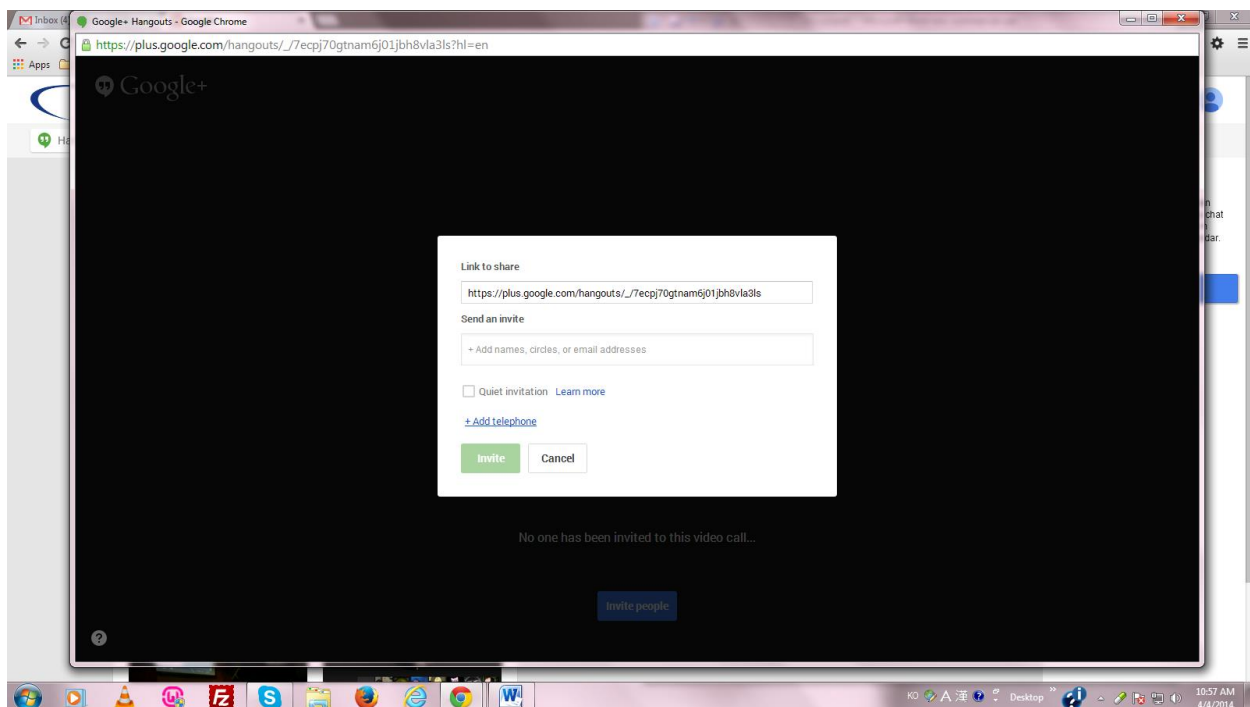 Inbox (4
Google+ Hangouts - Google Chrome
https://plus.google.com/hangouts/_/7ecpj70gtnam6j01jbh8vla3ls?hl=en
Apps
Google+
Ha
n
chat
n
dar.
Link to share
https://plus.google.com/hangouts/_/7ecpj70gtnam6j01jbh8vla3ls
Send an invite
+ Add names, circles, or email addresses
Quiet invitation Learn more
+ Add telephone
Invite Cancel
No one has been invited to this video call...
Invite people
?
KO A 漢 Desktop »
10:57 AM
4/4/2014